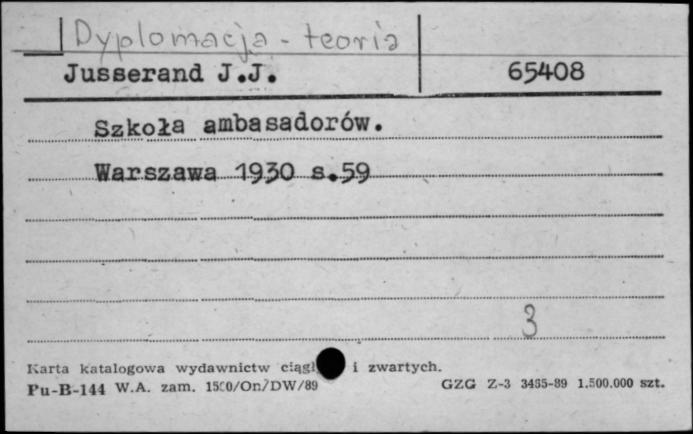 Dyplomacja - teoria
Jusserand J.J. 65408
Szkoła ambasadorów.
Warszawa 1930 s.59
3
Karta katalogowa wydawnictw ciągł i zwartych.
Pu-B-144 W.A. zam. 1500/On/DW/89 GZG Z-3 3435-89 1.500.000 szt.